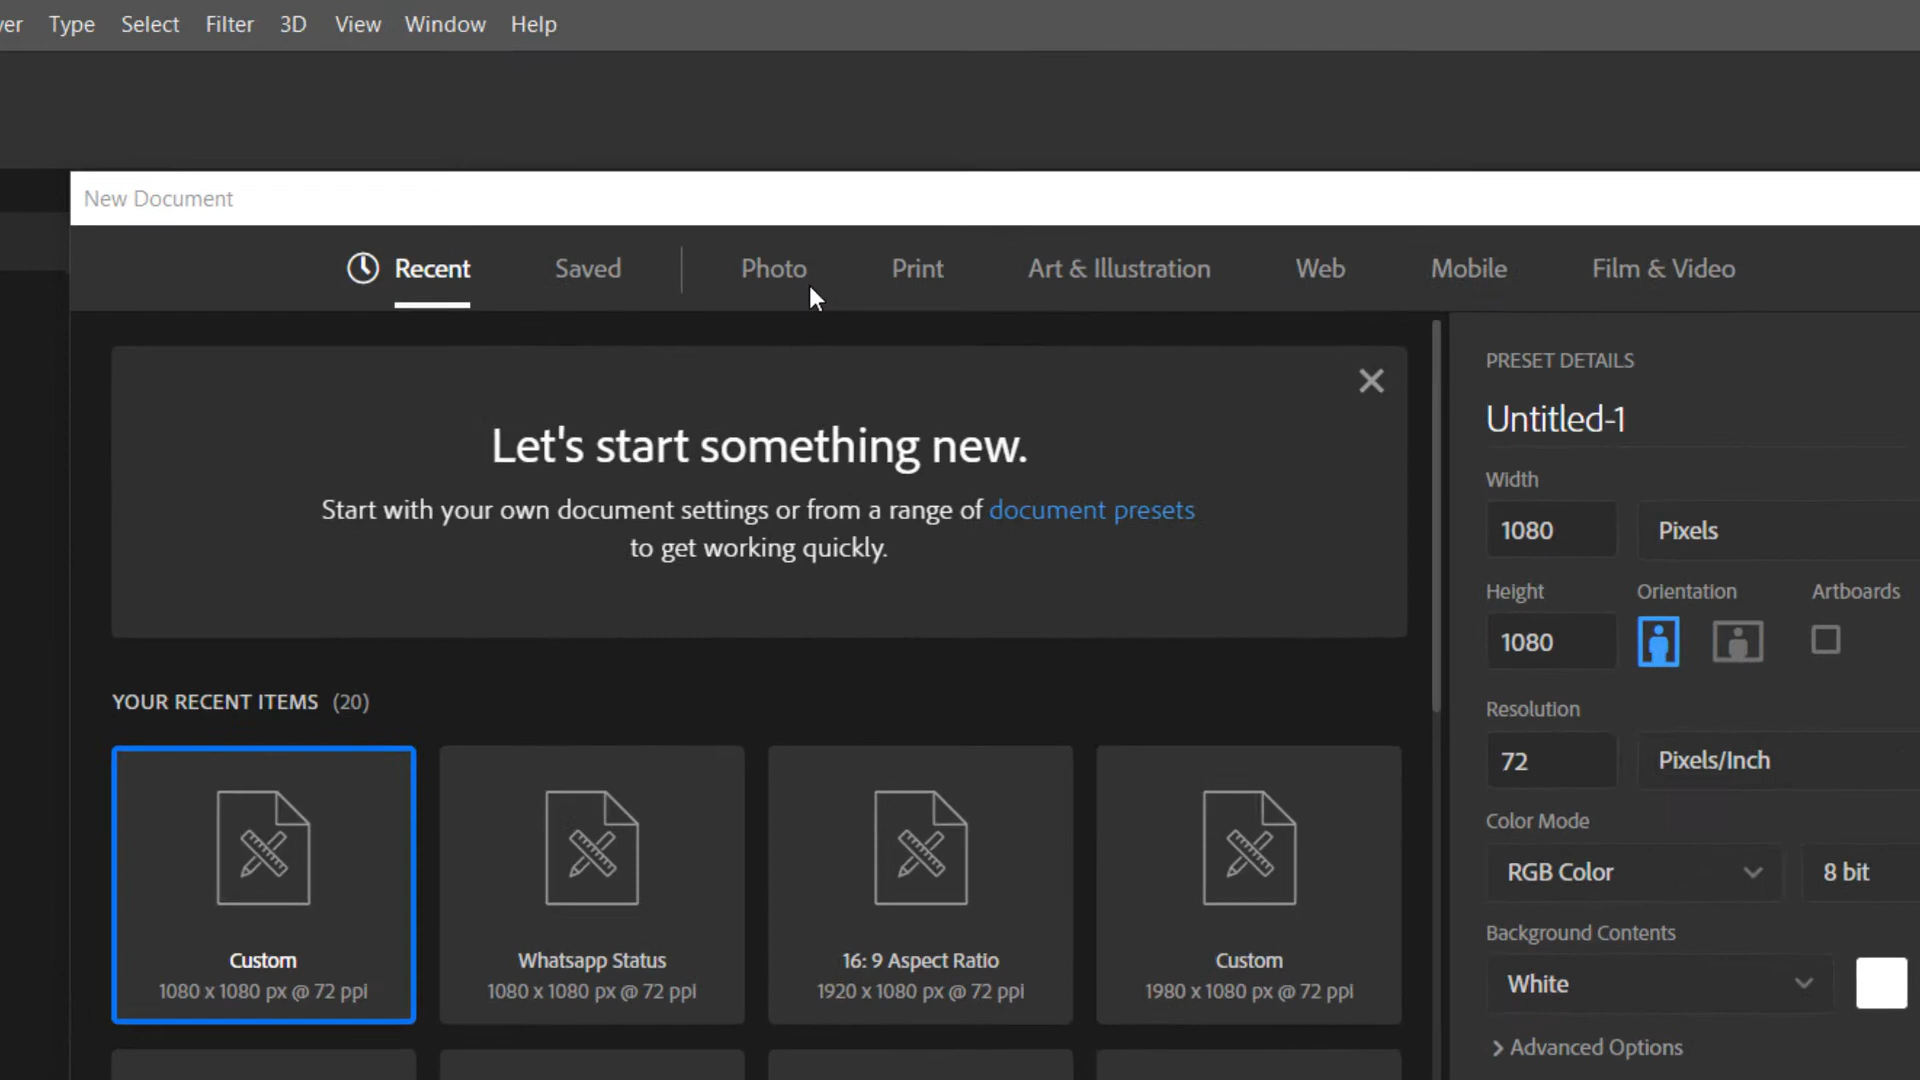 er Type Select Filter 3D View Window Help
New Document
Recent Saved Photo Print Art & Illustration Web Mobile Film & Video
Let's start something new.
Start with your own document settings or from a range of document presets
to get working quickly.
YOUR RECENT ITEMS (20)
Custom
1080 x 1080 px @ 72 ppi
Whatsapp Status
1080 x 1080 px @ 72 ppi
16: 9 Aspect Ratio
1920 x 1080 px @ 72 ppi
Custom
1980 x 1080 px @ 72 ppi
PRESET DETAILS
Untitled-1
Width
1080 Pixels
Height Orientation Artboards
1080
Resolution
72 Pixels/Inch
Color Mode
RGB Color 8 bit
Background Contents
White
Advanced Options